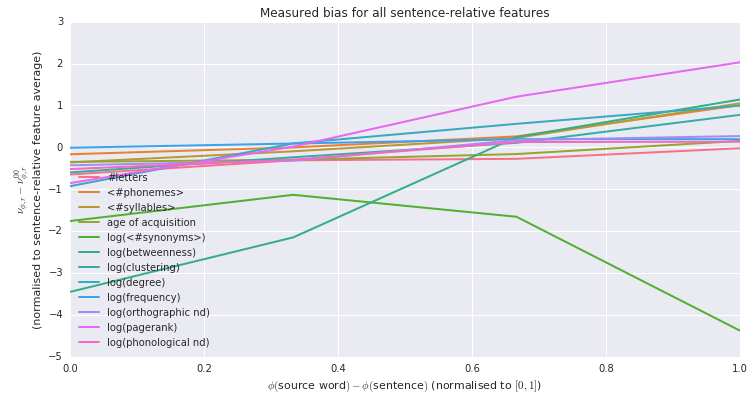 Measured bias for all sentence-relative features
3
2
1
0
−1
−2
−3
−4
−5
ν_{φ,r} − ν_{φ,r}^{00}
(normalised to sentence-relative feature average)
#letters
<#phonemes>
<#syllables>
age of acquisition
log(<#synonyms>)
log(betweenness)
log(clustering)
log(degree)
log(frequency)
log(orthographic nd)
log(pagerank)
log(phonological nd)
0.0 0.2 0.4 0.6 0.8 1.0
ϕ(source word) − ϕ(sentence) (normalised to [0, 1])